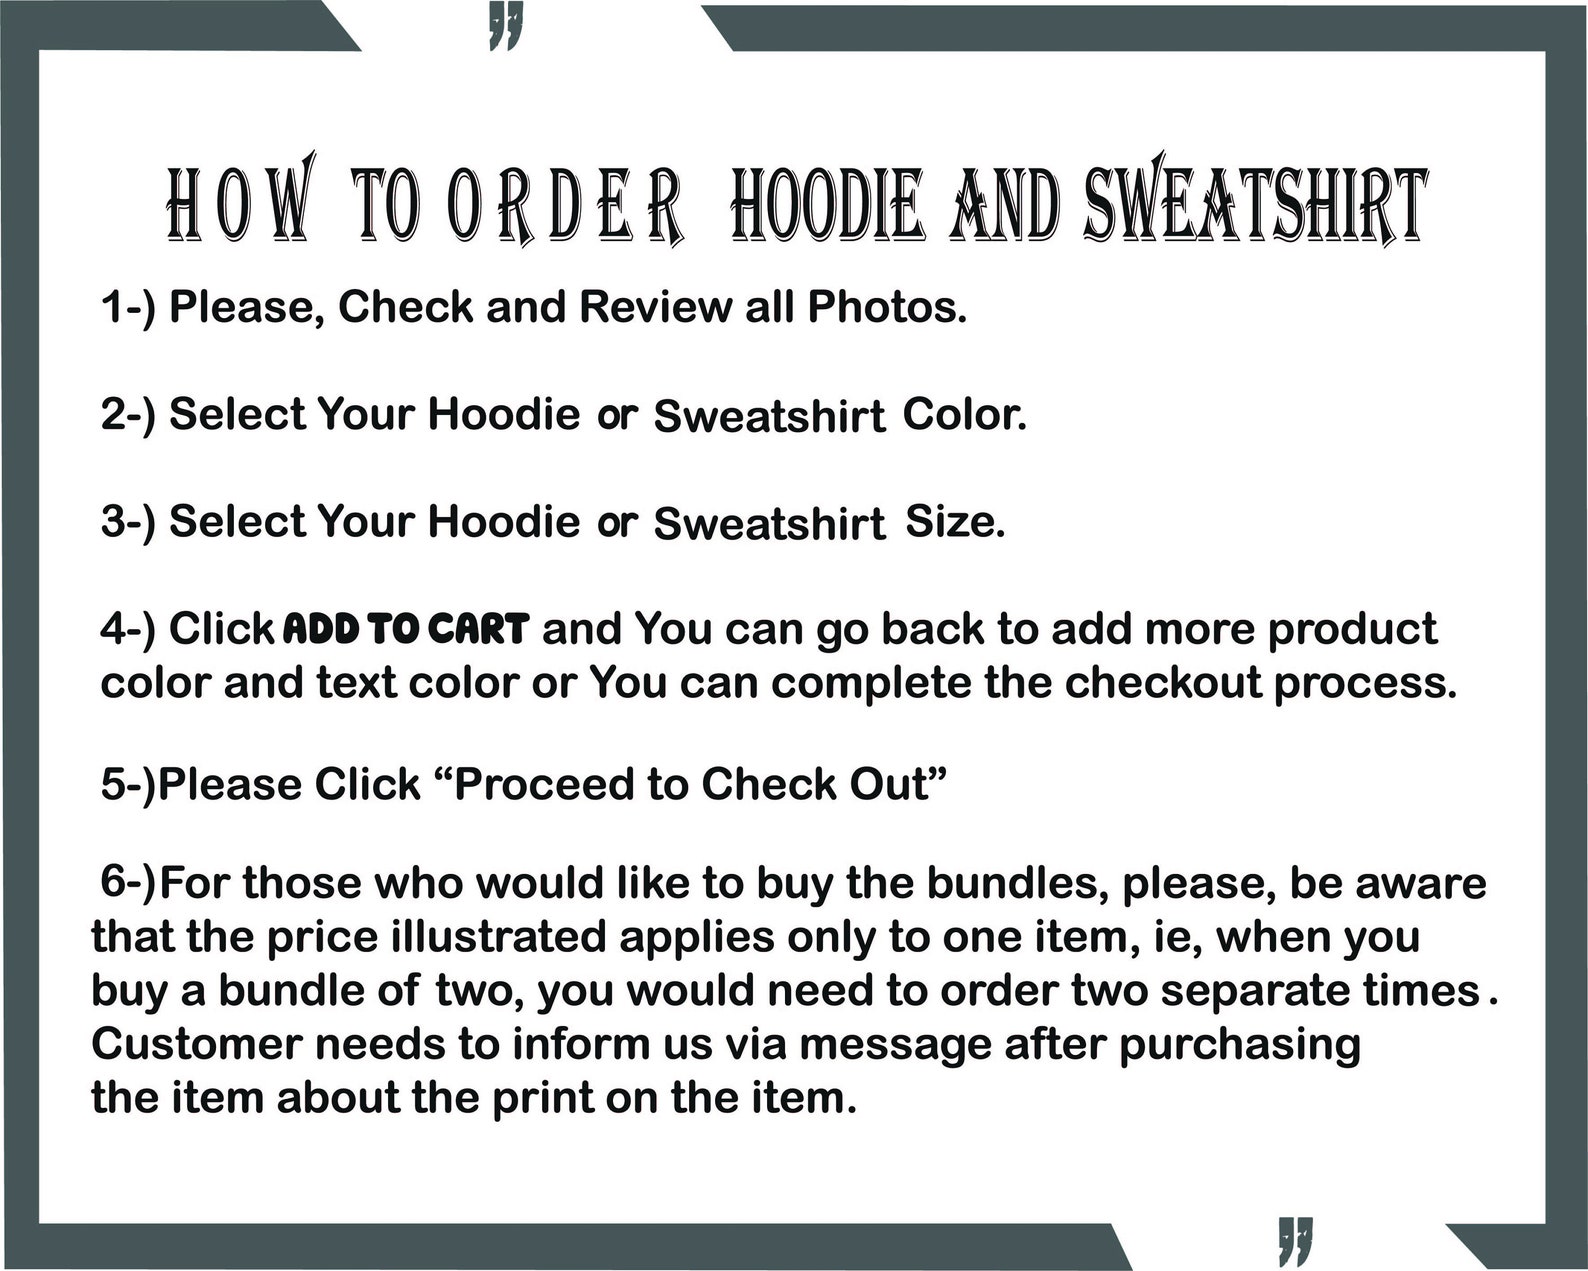 ”
HOW TO ORDER HOODIE AND SWEATSHIRT
1-) Please, Check and Review all Photos.
2-) Select Your Hoodie or Sweatshirt Color.
3-) Select Your Hoodie or Sweatshirt Size.
4-) Click ADD TO CART and You can go back to add more product
color and text color or You can complete the checkout process.
5-)Please Click “Proceed to Check Out”
6-)For those who would like to buy the bundles, please, be aware
that the price illustrated applies only to one item, ie, when you
buy a bundle of two, you would need to order two separate times .
Customer needs to inform us via message after purchasing
the item about the print on the item.
”